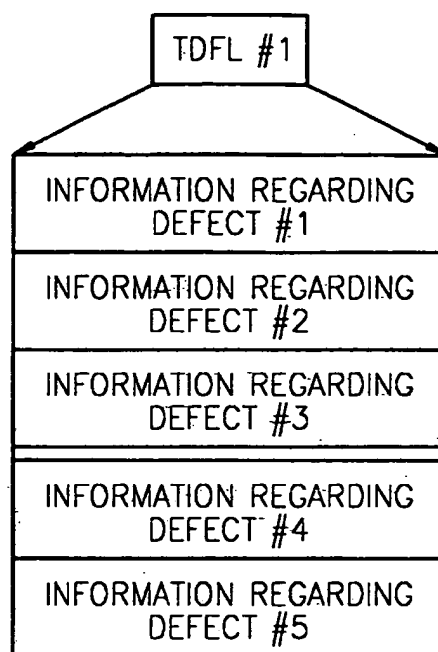 TDFL #1
INFORMATION REGARDING
DEFECT #1
INFORMATION REGARDING
DEFECT #2
INFORMATION REGARDING
DEFECT #3
INFORMATION REGARDING
DEFECT #4
INFORMATION REGARDING
DEFECT #5